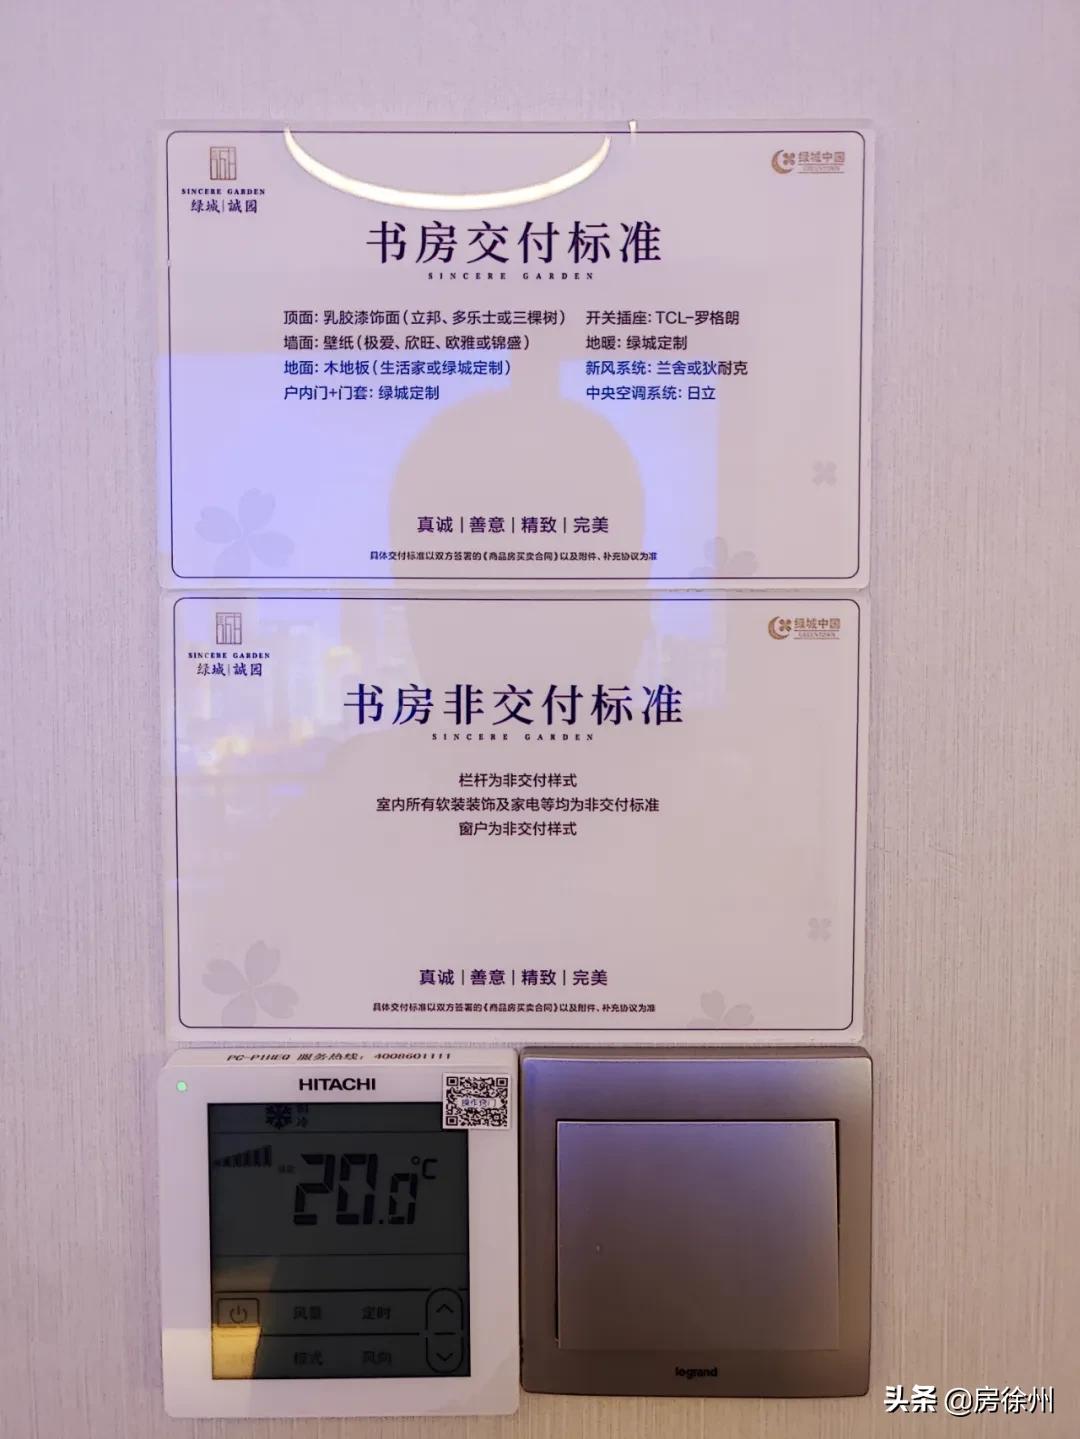 SINCERE GARDEN
绿城|誠园
绿城中国
GREENTOWN
书房交付标准
SINCERE GARDEN
顶面：乳胶漆饰面（立邦、多乐士或三棵树）
墙面：壁纸（极爱、欣旺、欧雅或锦盛）
地面：木地板（生活家或绿城定制）
户内门+门套：绿城定制
开关插座：TCL-罗格朗
地暖：绿城定制
新风系统：兰舍或狄耐克
中央空调系统：日立
真诚|善意|精致|完美
具体交付标准以双方签署的《商品房买卖合同》以及附件、补充协议为准
SINCERE GARDEN
绿城|誠园
绿城中国
GREENTOWN
书房非交付标准
SINCERE GARDEN
栏杆为非交付样式
室内所有软装装饰及家电等均为非交付标准
窗户为非交付样式
真诚|善意|精致|完美
具体交付标准以双方签署的《商品房买卖合同》以及附件、补充协议为准
PC-P1HEQ 服务热线：4008601111
HITACHI
制冷
20.0°C
风量 定时
模式 风向
legrand
头条 @房徐州